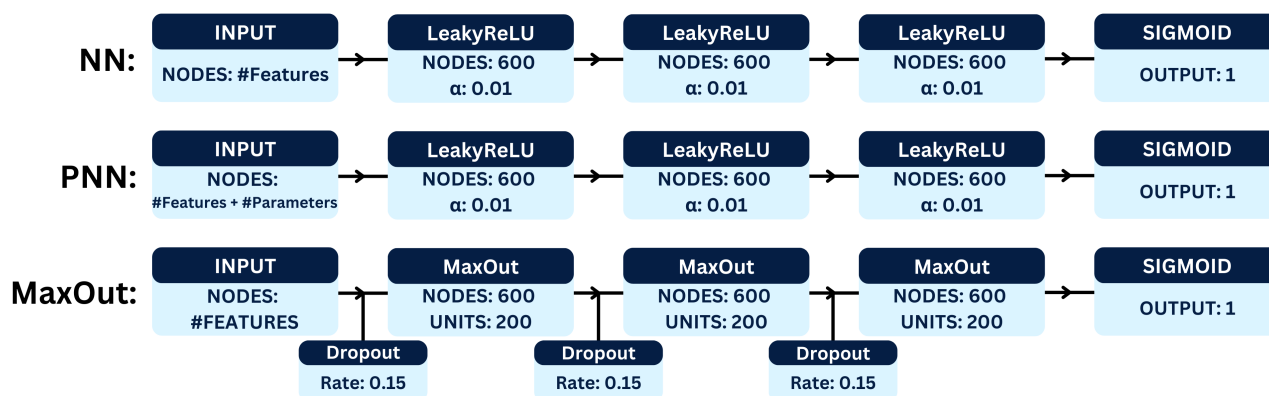 NN:
INPUT
NODES: #Features
LeakyReLU
NODES: 600
α: 0.01
LeakyReLU
NODES: 600
α: 0.01
LeakyReLU
NODES: 600
α: 0.01
SIGMOID
OUTPUT: 1
PNN:
INPUT
NODES:
#Features + #Parameters
LeakyReLU
NODES: 600
α: 0.01
LeakyReLU
NODES: 600
α: 0.01
LeakyReLU
NODES: 600
α: 0.01
SIGMOID
OUTPUT: 1
MaxOut:
INPUT
NODES:
#FEATURES
Dropout
Rate: 0.15
MaxOut
NODES: 600
UNITS: 200
Dropout
Rate: 0.15
MaxOut
NODES: 600
UNITS: 200
Dropout
Rate: 0.15
MaxOut
NODES: 600
UNITS: 200
SIGMOID
OUTPUT: 1